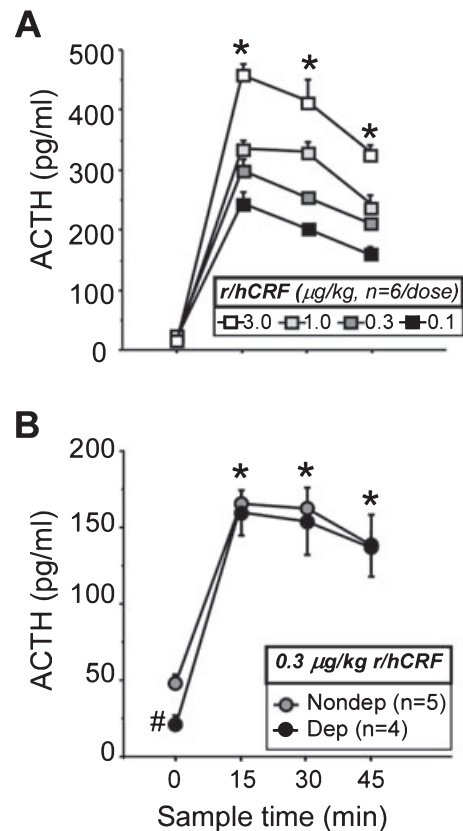 A
*
*
*
500
400
300
200
100
0
ACTH (pg/ml)
r/hCRF (μg/kg, n=6/dose)
3.0 1.0 0.3 0.1
B
*
*
*
200
150
100
50
0
ACTH (pg/ml)
#
0.3 μg/kg r/hCRF
Nondep (n=5)
Dep (n=4)
0 15 30 45
Sample time (min)